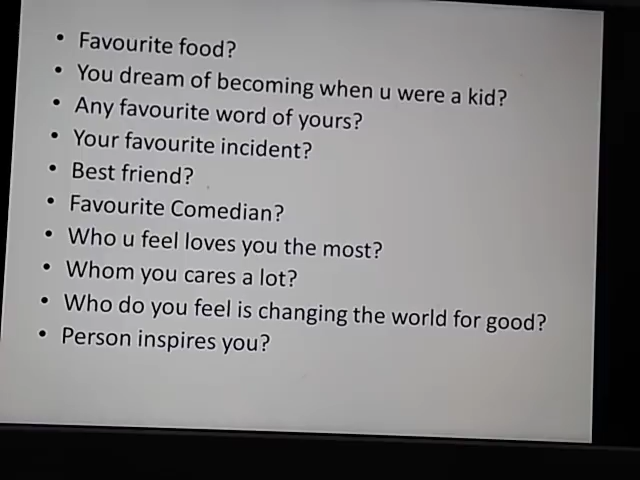 • Favourite food?
• You dream of becoming when u were a kid?
• Any favourite word of yours?
• Your favourite incident?
• Best friend?
• Favourite Comedian?
• Who u feel loves you the most?
• Whom you cares a lot?
• Who do you feel is changing the world for good?
• Person inspires you?